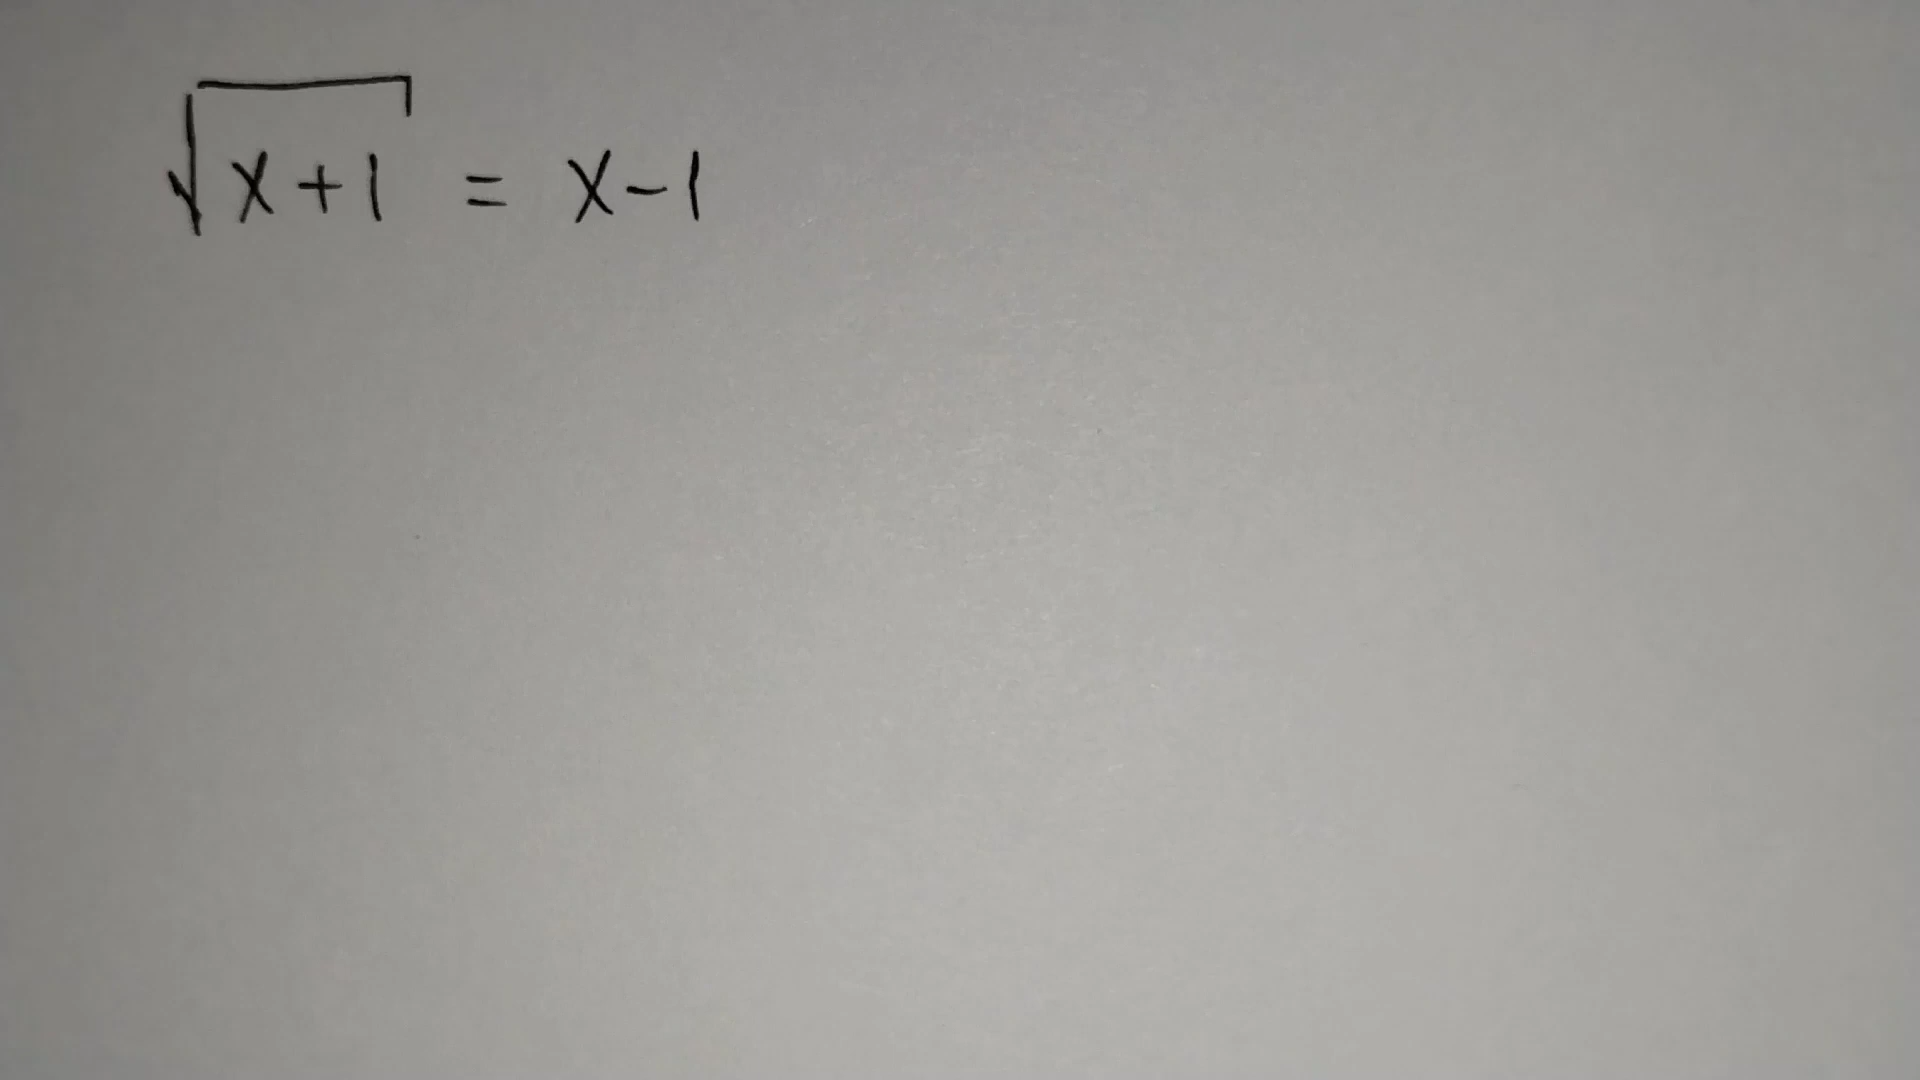 √(x+1) = x-1